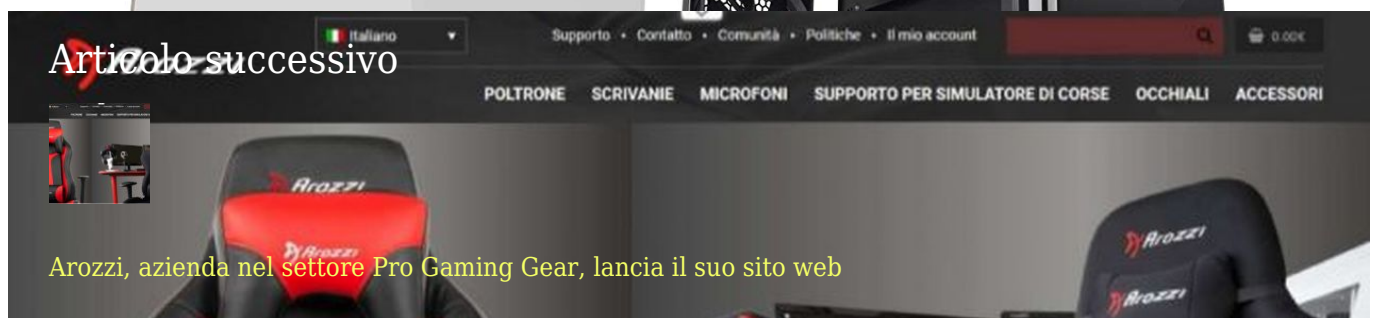 Italiano
Supporto • Contatto • Comunità • Politiche • Il mio account
0.00€
Articolo successivo
Arozzi
POLTRONE SCRIVANIE MICROFONI SUPPORTO PER SIMULATORE DI CORSE OCCHIALI ACCESSORI
Arozzi
Arozzi
Arozzi
Arozzi, azienda nel settore Pro Gaming Gear, lancia il suo sito web
Arozzi